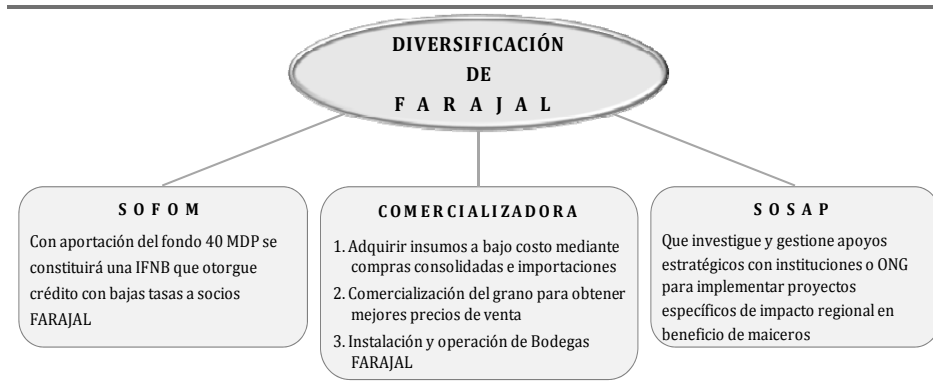 DIVERSIFICACIÓN
DE
F A R A J A L
S O F O M
Con aportación del fondo 40 MDP se
constituirá una IFNB que otorgue
crédito con bajas tasas a socios
FARAJAL
COMERCIALIZADORA
1. Adquirir insumos a bajo costo mediante
compras consolidadas e importaciones
2. Comercialización del grano para obtener
mejores precios de venta
3. Instalación y operación de Bodegas
FARAJAL
S O S A P
Que investigue y gestione apoyos
estratégicos con instituciones o ONG
para implementar proyectos
específicos de impacto regional en
beneficio de maiceros